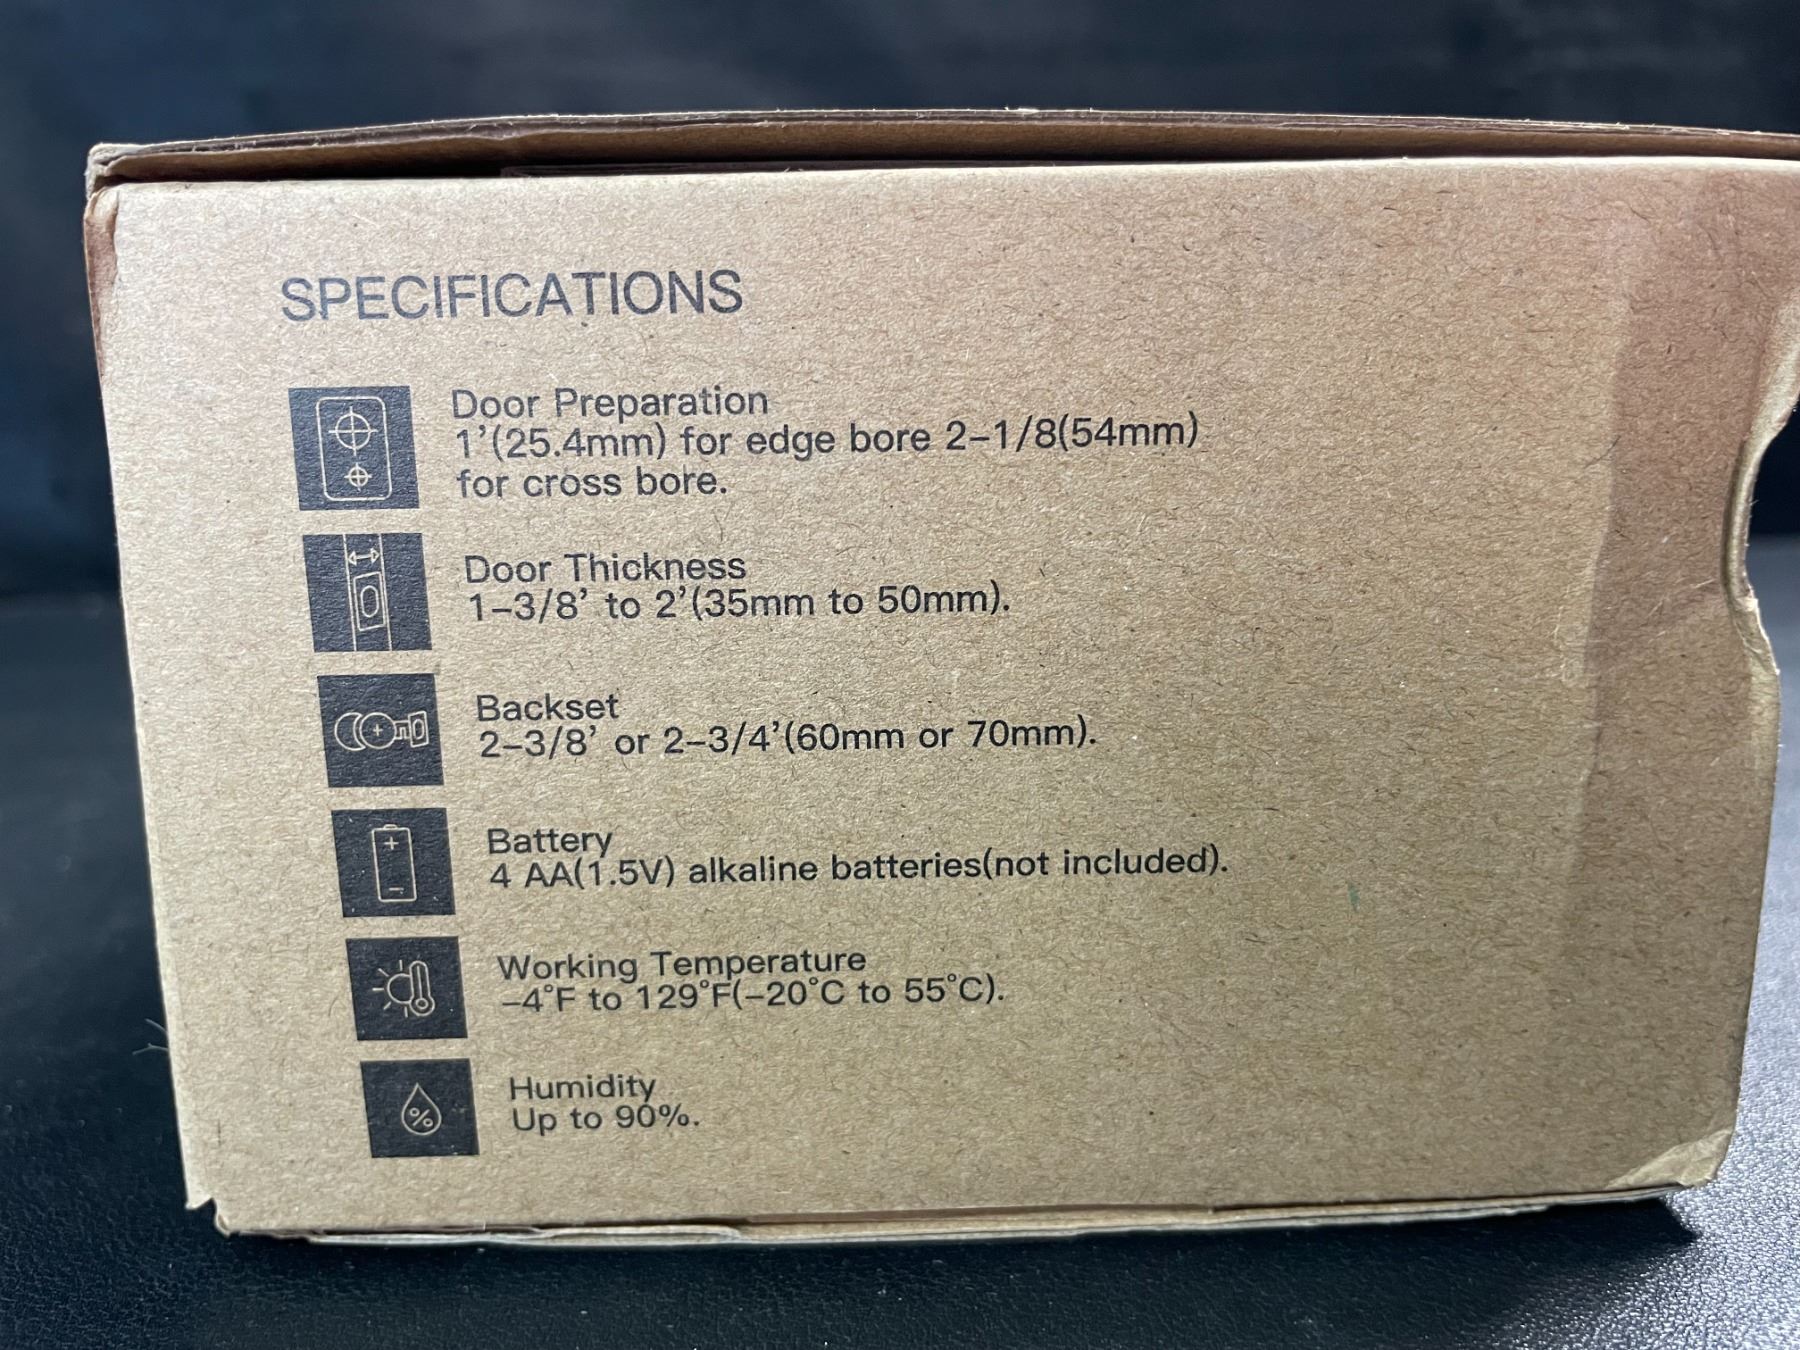 SPECIFICATIONS
Door Preparation
1’(25.4mm) for edge bore 2–1/8(54mm)
for cross bore.
Door Thickness
1–3/8’ to 2’(35mm to 50mm).
Backset
2–3/8’ or 2–3/4’(60mm or 70mm).
Battery
4 AA(1.5V) alkaline batteries(not included).
Working Temperature
–4°F to 129°F(–20°C to 55°C).
Humidity
Up to 90%.